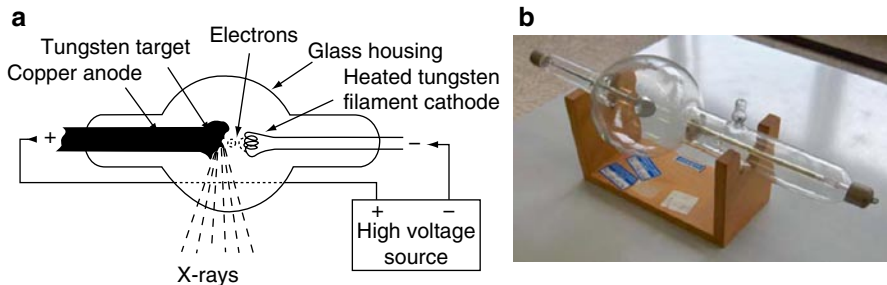 a
Tungsten target
Copper anode
Electrons
Glass housing
Heated tungsten
filament cathode
+
−
+ −
High voltage
source
X-rays
b